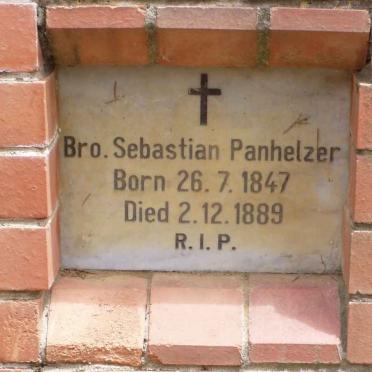 Bro. Sebastian Panhelzer
Born 26. 7. 1847
Died 2. 12. 1889
R. I. P.